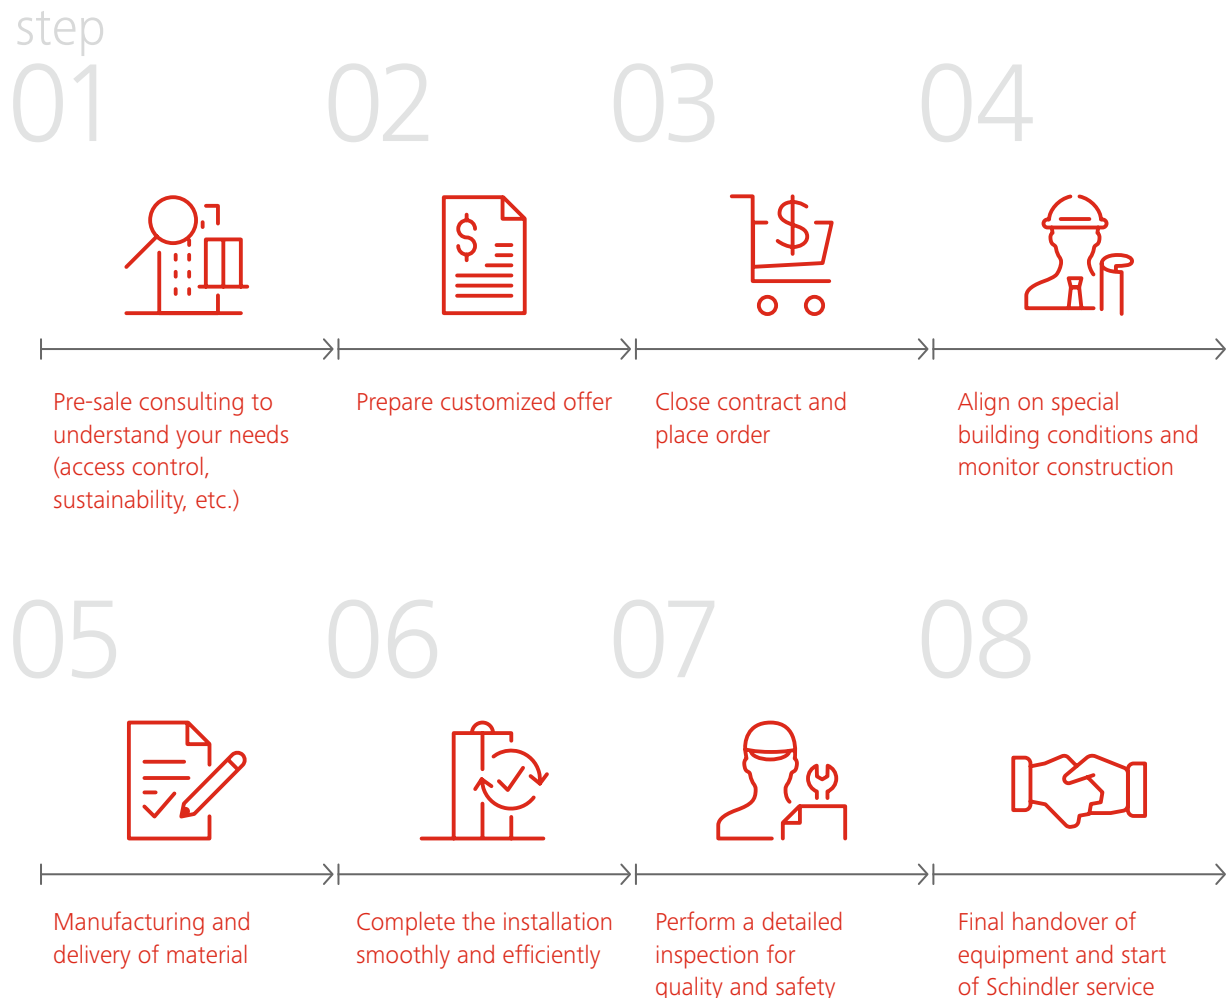 step
01
02
03
04
Pre-sale consulting to
understand your needs
(access control,
sustainability, etc.)
Prepare customized offer
Close contract and
place order
Align on special
building conditions and
monitor construction
05
06
07
08
Manufacturing and
delivery of material
Complete the installation
smoothly and efficiently
Perform a detailed
inspection for
quality and safety
Final handover of
equipment and start
of Schindler service